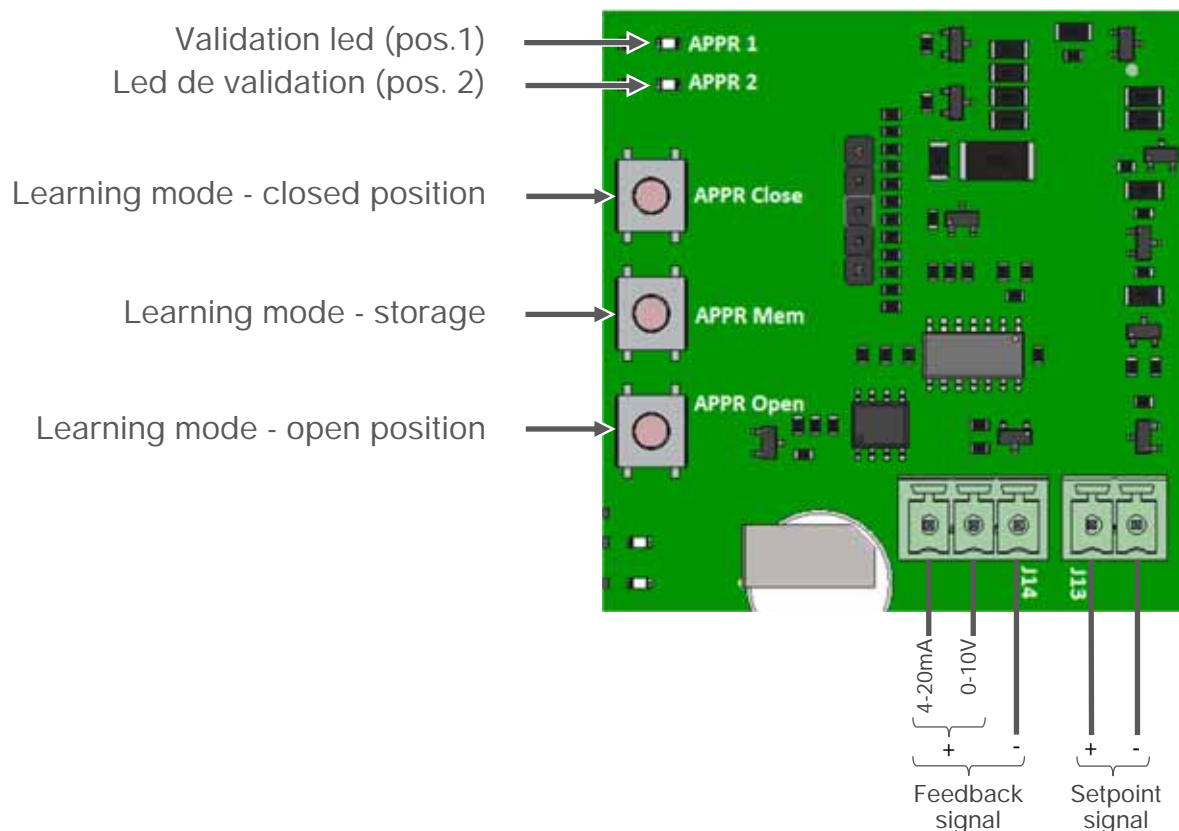 Validation led (pos.1)
APPR 1
Led de validation (pos. 2)
APPR 2
Learning mode - closed position
APPR Close
Learning mode - storage
APPR Mem
Learning mode - open position
APPR Open
J14
J13
4-20mA
0-10V
+
-
+
-
Feedback
signal
Setpoint
signal